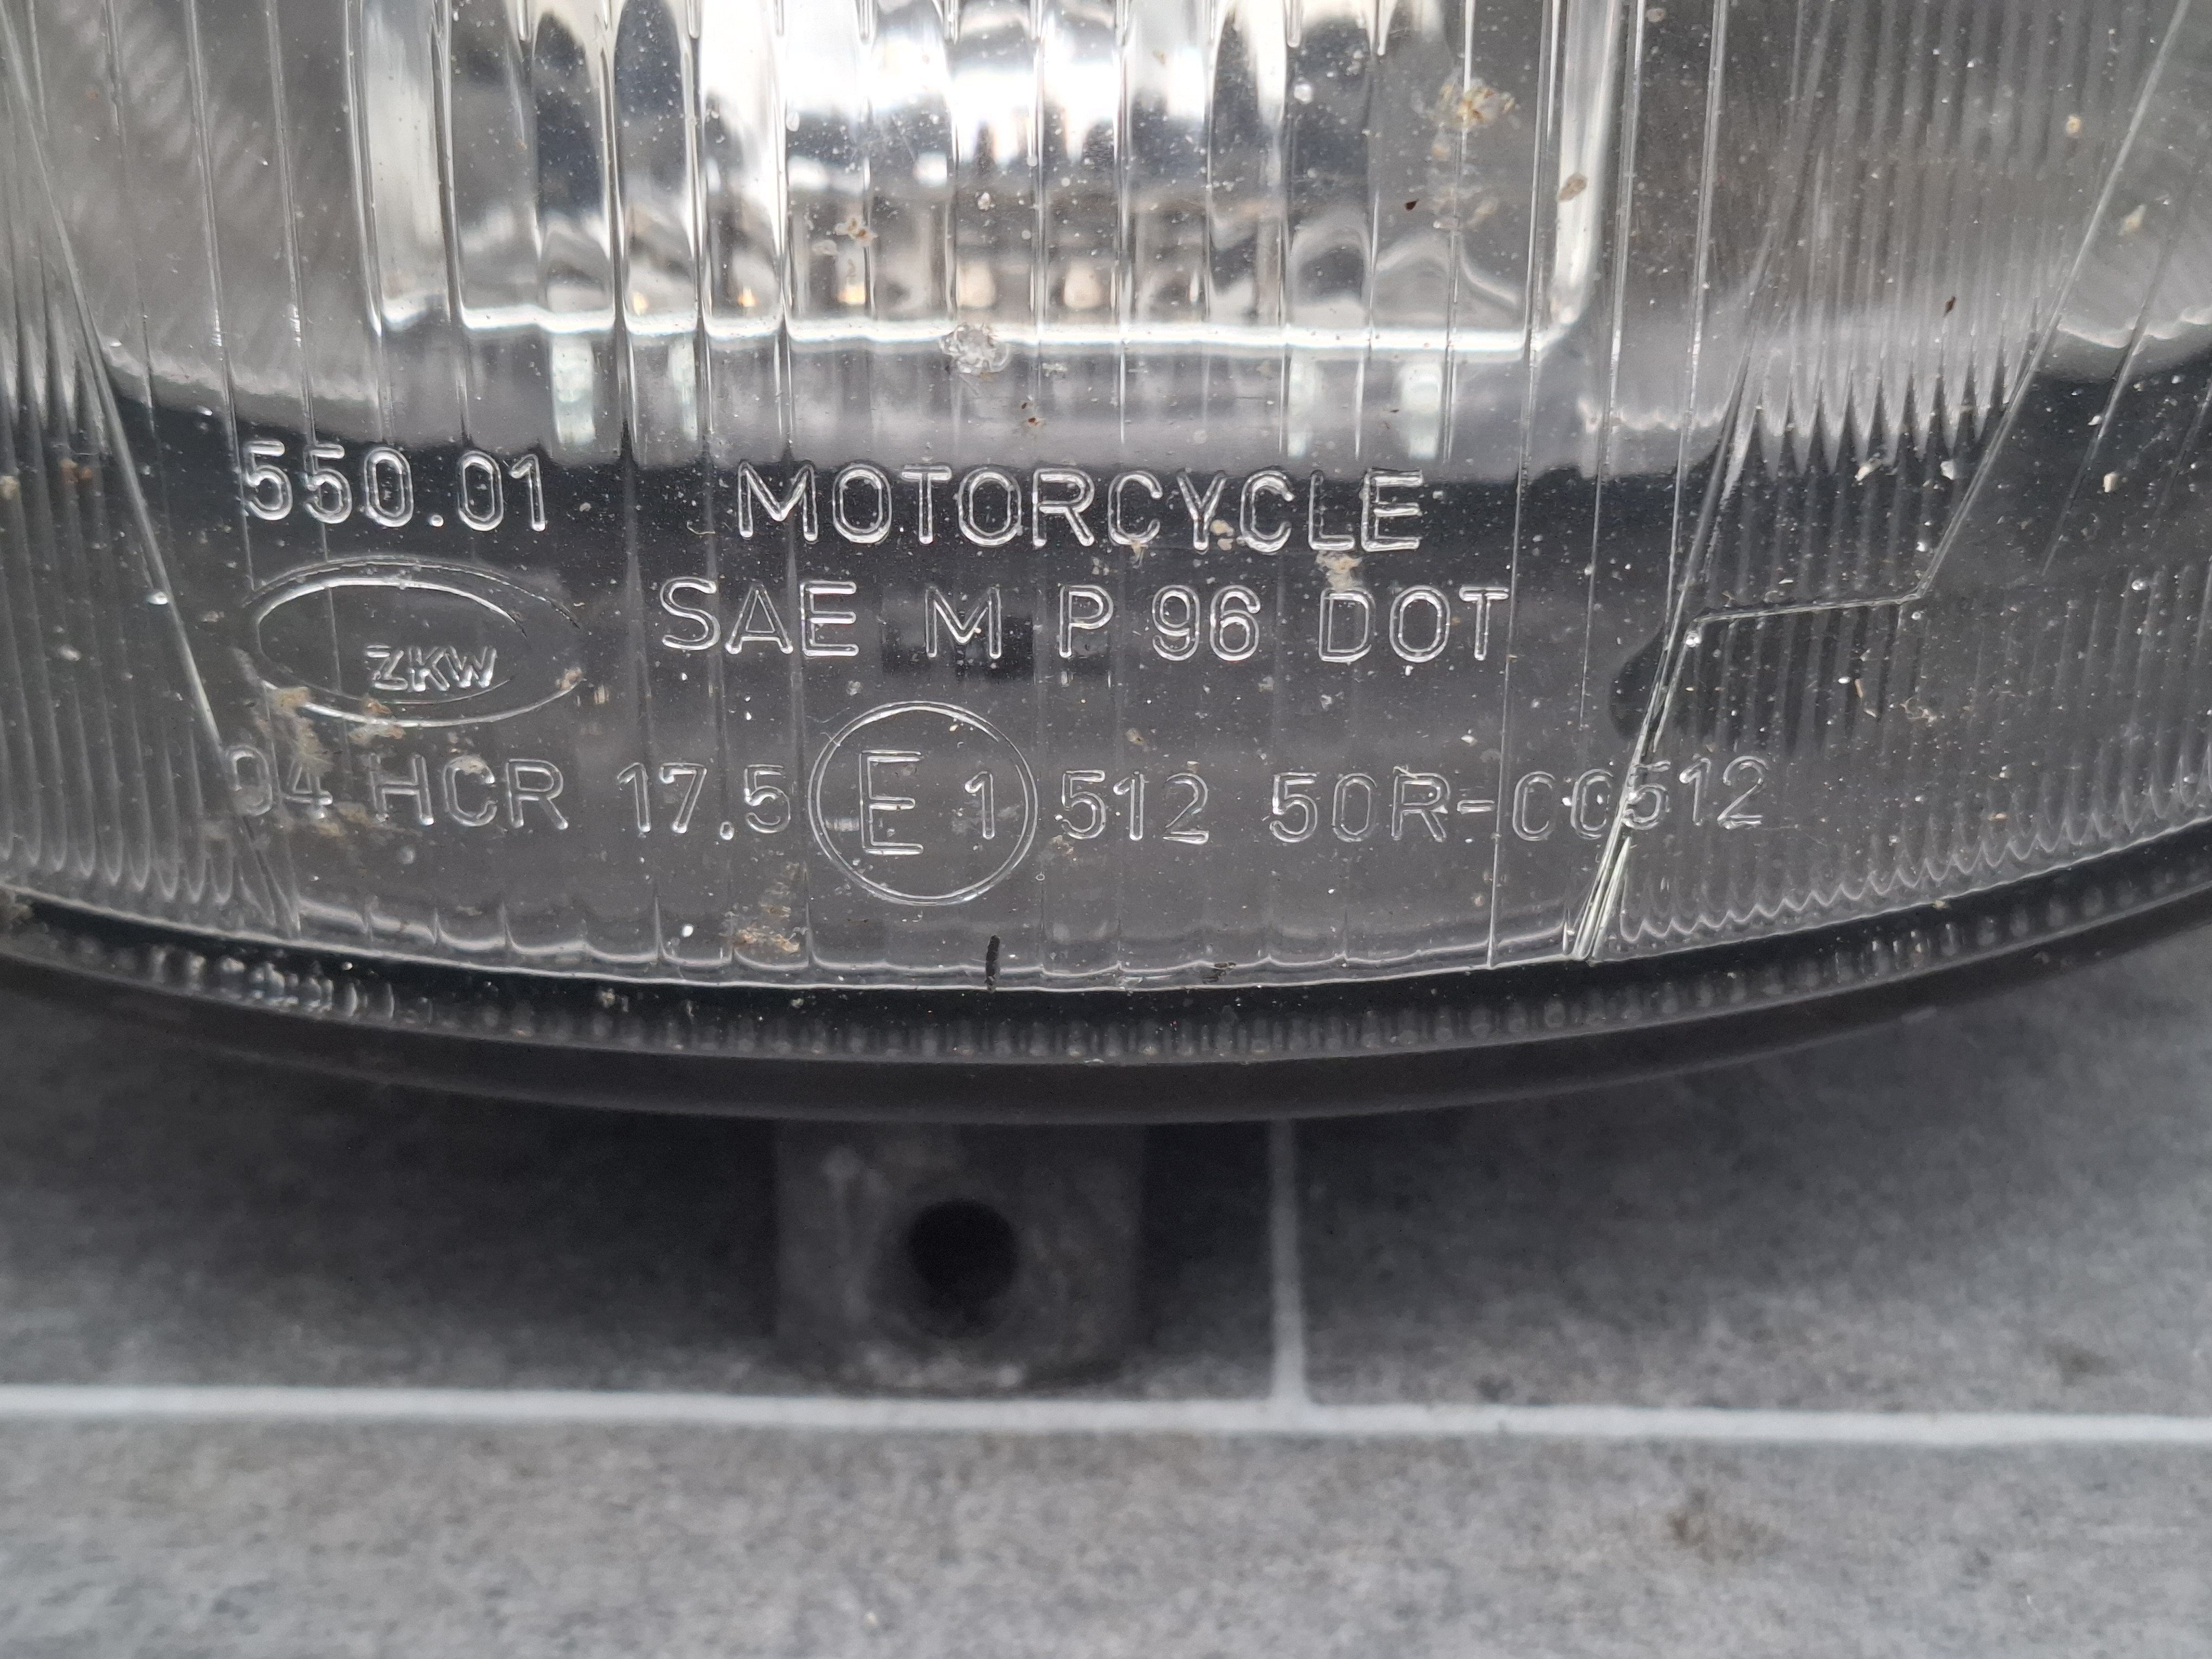 550.01 MOTORCYCLE
SAE M P 96 DOT
ZKW
04 HCR 17.5 E 1 512 50R-00512